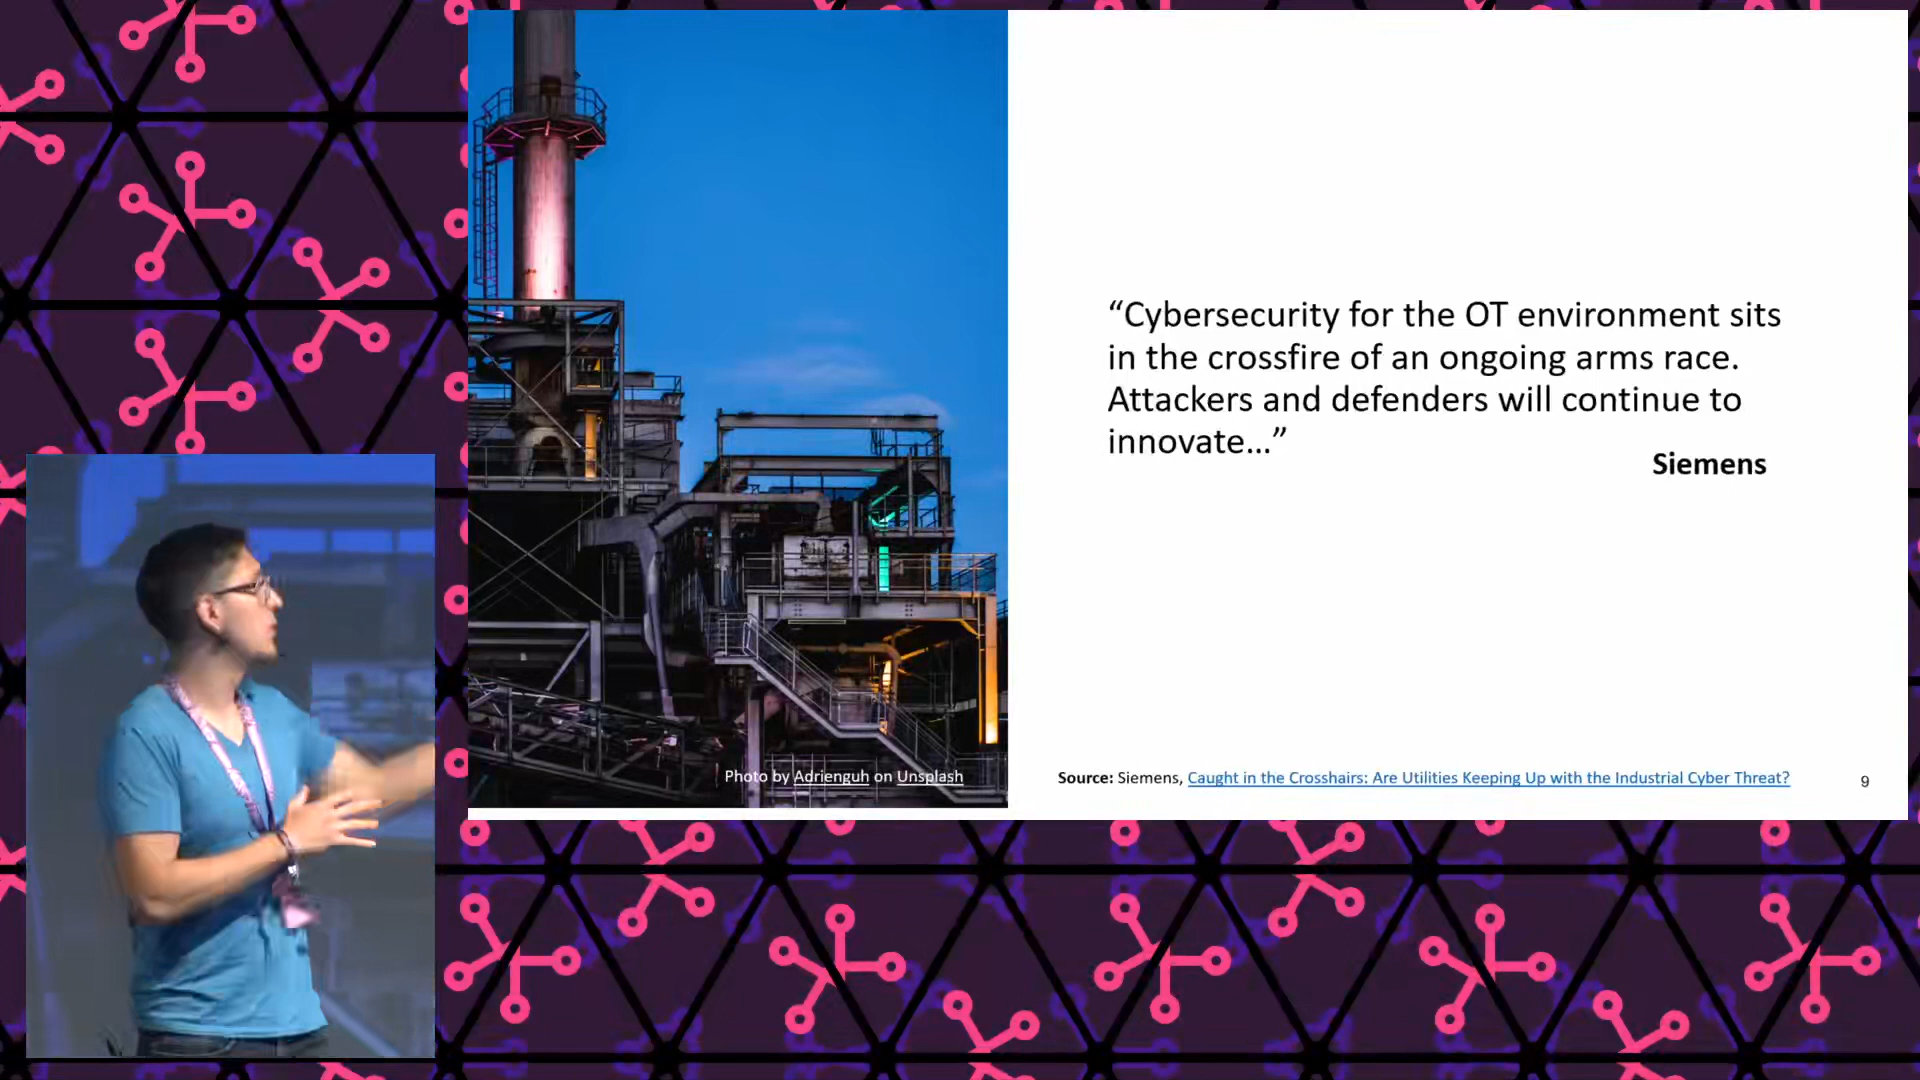 “Cybersecurity for the OT environment sits
in the crossfire of an ongoing arms race.
Attackers and defenders will continue to
innovate…”
Siemens
Photo by Adrienguh on Unsplash
Source: Siemens, Caught in the Crosshairs: Are Utilities Keeping Up with the Industrial Cyber Threat?
9